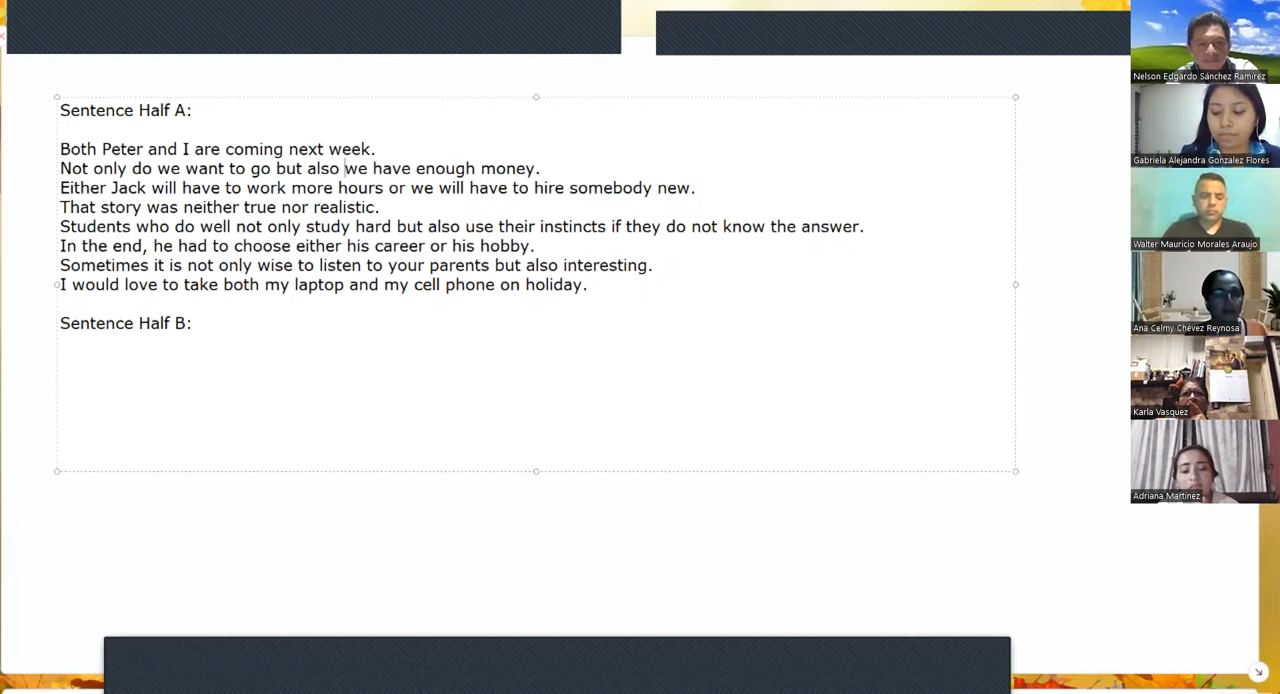 Sentence Half A:
Both Peter and I are coming next week.
Not only do we want to go but also we have enough money.
Either Jack will have to work more hours or we will have to hire somebody new.
That story was neither true nor realistic.
Students who do well not only study hard but also use their instincts if they do not know the answer.
In the end, he had to choose either his career or his hobby.
Sometimes it is not only wise to listen to your parents but also interesting.
I would love to take both my laptop and my cell phone on holiday.
Sentence Half B:
Nelson Edgardo Sánchez Ramírez
Gabriela Alejandra Gonzalez Flores
Walter Mauricio Morales Araujo
Ana Celmy Chévez Reynosa
Karla Vasquez
Adriana Martinez